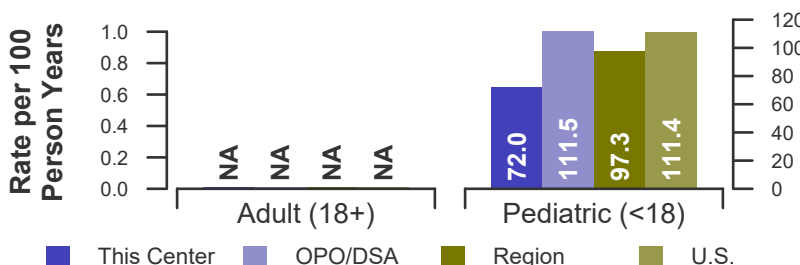 Rate per 100
Person Years
1.0
0.8
0.6
0.4
0.2
0.0
NA NA NA NA
72.0 111.5 97.3 111.4
120
100
80
60
40
20
0
Adult (18+) Pediatric (<18)
This Center OPO/DSA Region U.S.